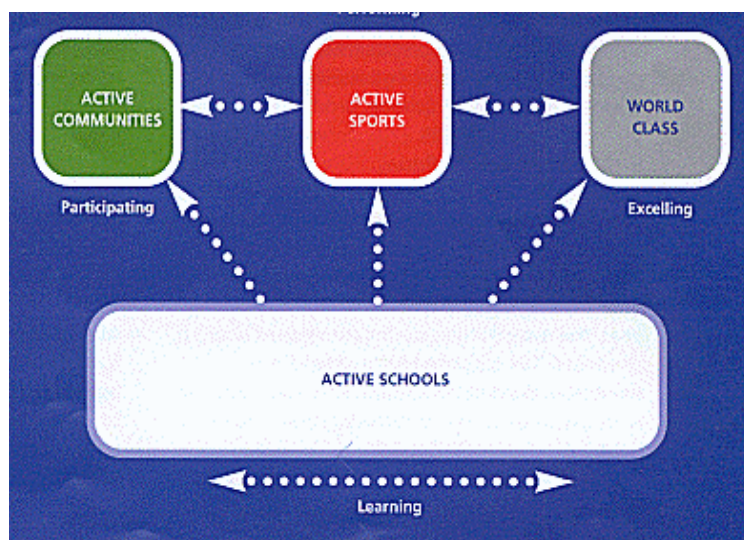 ACTIVE
COMMUNITIES
ACTIVE
SPORTS
WORLD
CLASS
Participating
Excelling
ACTIVE SCHOOLS
Learning